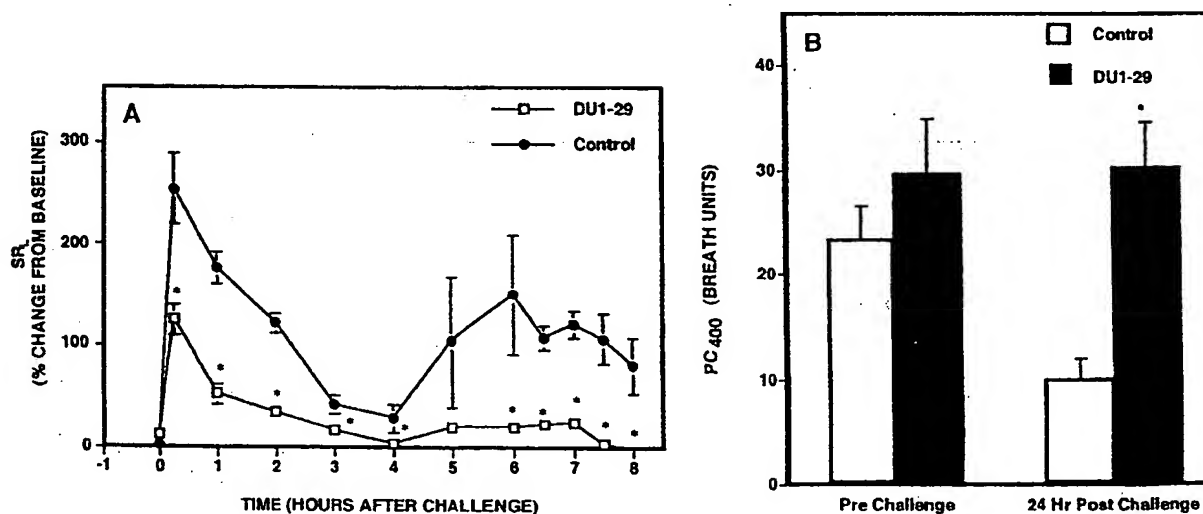 A
DU1-29
Control
300
200
100
0
SR_L
(% CHANGE FROM BASELINE)
* * * * * * * * * *
-1 0 1 2 3 4 5 6 7 8
TIME (HOURS AFTER CHALLENGE)
B
Control
DU1-29
*
40
30
20
10
0
PC400 (BREATH UNITS)
Pre Challenge 24 Hr Post Challenge